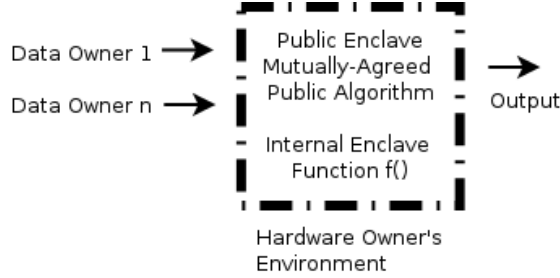 Data Owner 1
Data Owner n
Public Enclave
Mutually-Agreed
Public Algorithm
Internal Enclave
Function f()
Output
Hardware Owner's
Environment